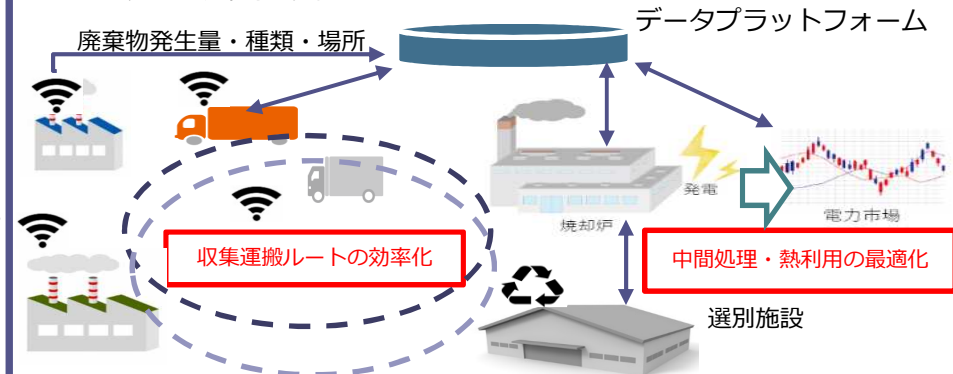 データプラットフォーム
廃棄物発生量・種類・場所
発電
焼却炉
電力市場
収集運搬ルートの効率化
中間処理・熱利用の最適化
選別施設